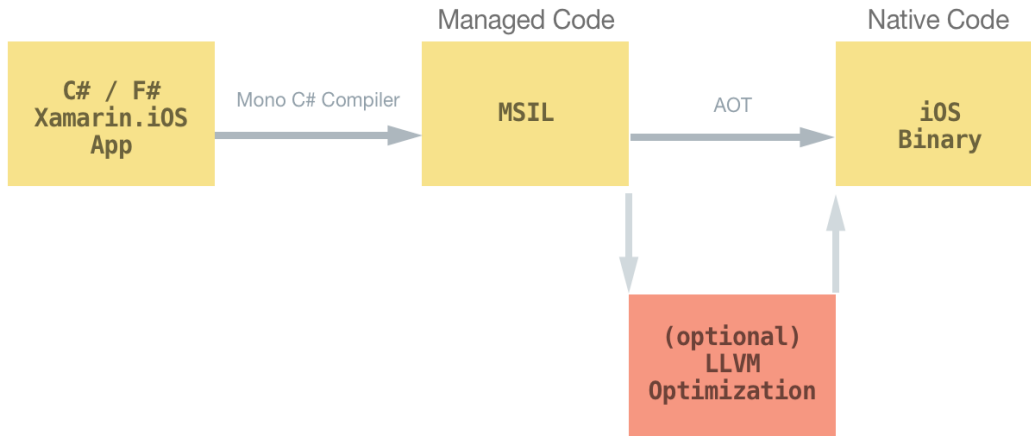 Managed Code
Native Code
C# / F#
Xamarin.iOS
App
Mono C# Compiler
MSIL
AOT
iOS
Binary
(optional)
LLVM
Optimization